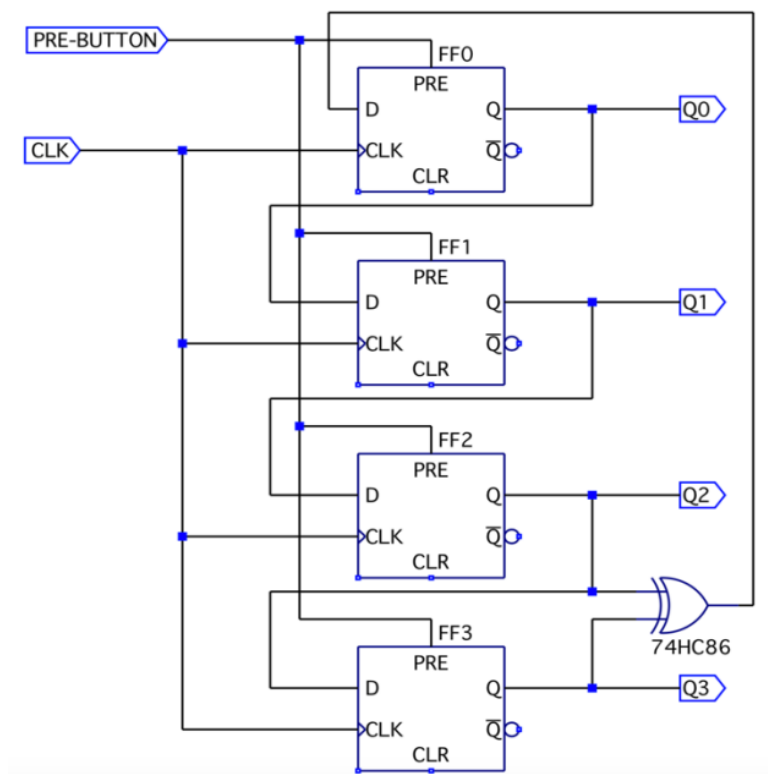 PRE-BUTTON
FF0
PRE
D
Q
Q0
CLK
CLK
Q̅
CLR
FF1
PRE
D
Q
Q1
CLK
Q̅
CLR
FF2
PRE
D
Q
Q2
CLK
Q̅
CLR
FF3
74HC86
PRE
D
Q
Q3
CLK
Q̅
CLR